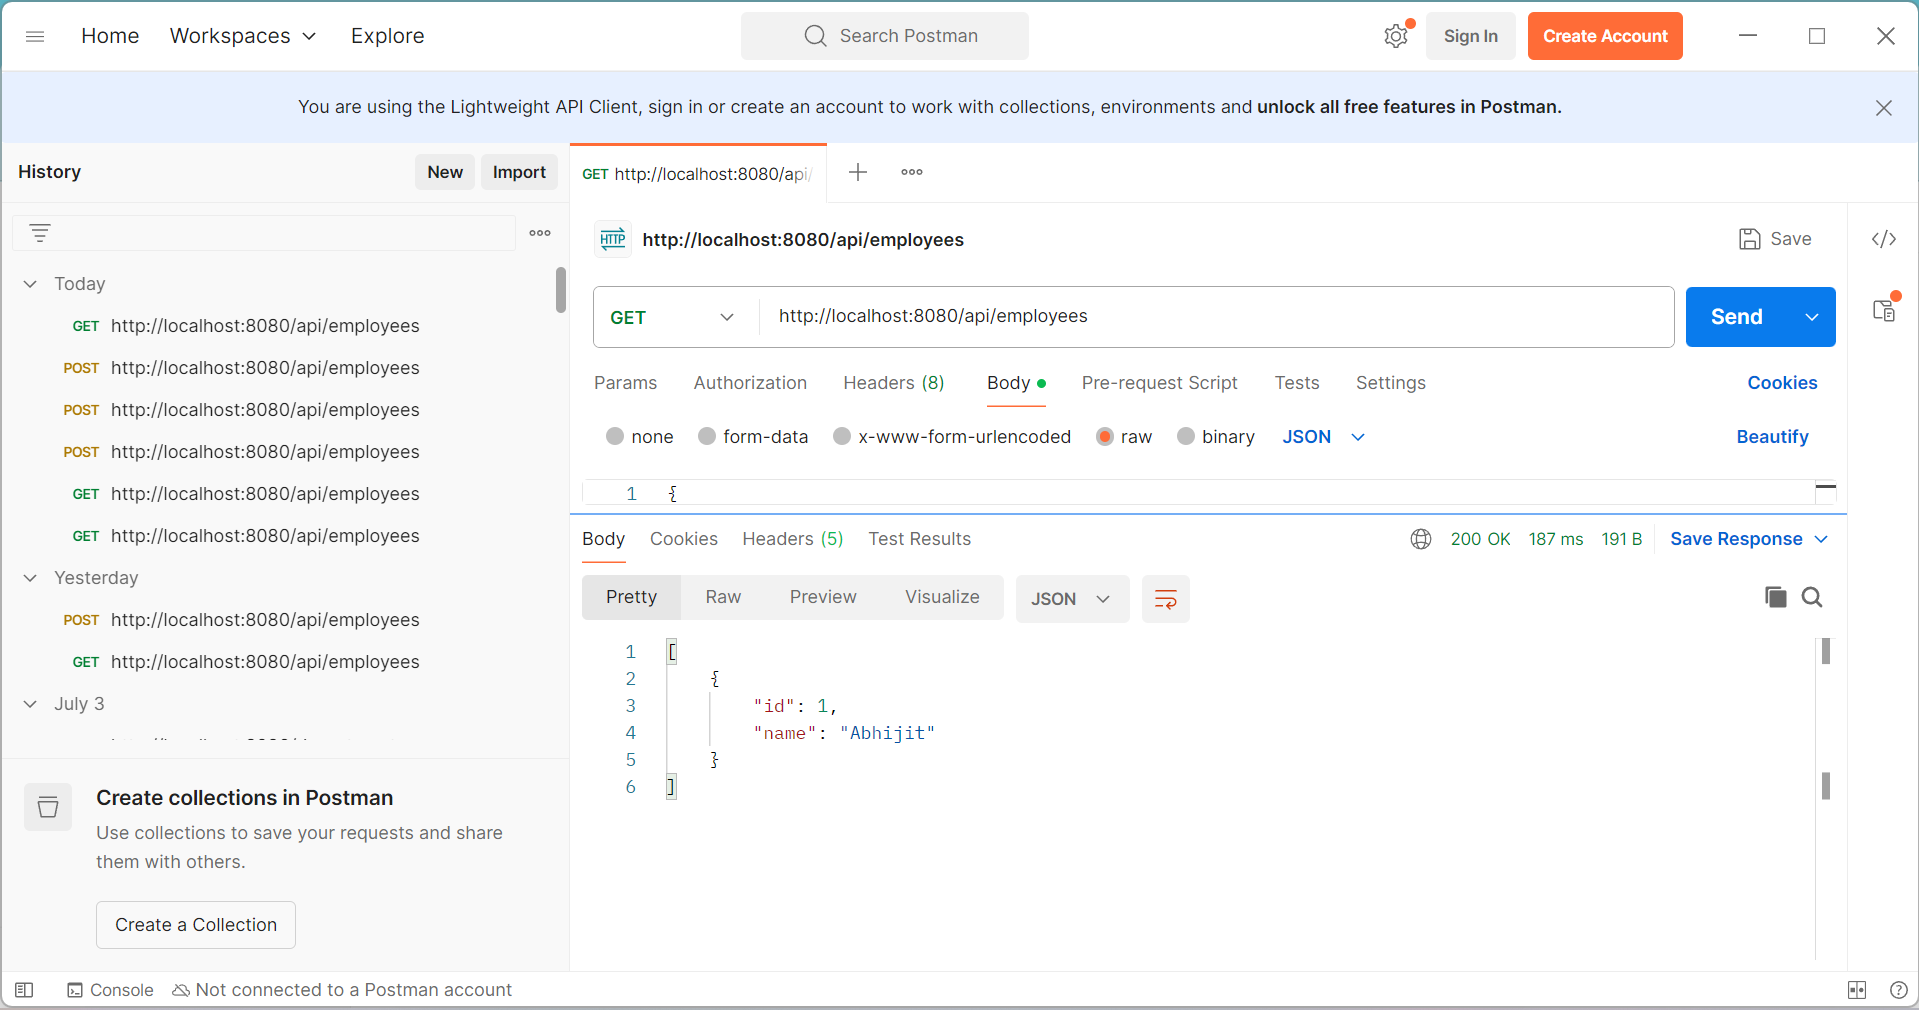 Home Workspaces Explore Search Postman Sign In Create Account
You are using the Lightweight API Client, sign in or create an account to work with collections, environments and unlock all free features in Postman.
History New Import
GET http://localhost:8080/api/
HTTP http://localhost:8080/api/employees Save
Today
GET http://localhost:8080/api/employees
POST http://localhost:8080/api/employees
POST http://localhost:8080/api/employees
POST http://localhost:8080/api/employees
GET http://localhost:8080/api/employees
GET http://localhost:8080/api/employees
Yesterday
POST http://localhost:8080/api/employees
GET http://localhost:8080/api/employees
July 3
Create collections in Postman
Use collections to save your requests and share
them with others.
Create a Collection
GET http://localhost:8080/api/employees Send
Params Authorization Headers (8) Body Pre-request Script Tests Settings Cookies
none form-data x-www-form-urlencoded raw binary JSON Beautify
1 {
Body Cookies Headers (5) Test Results 200 OK 187 ms 191 B Save Response
Pretty Raw Preview Visualize JSON
1 [
2 {
3 "id": 1,
4 "name": "Abhijit"
5 }
6 ]
Console Not connected to a Postman account